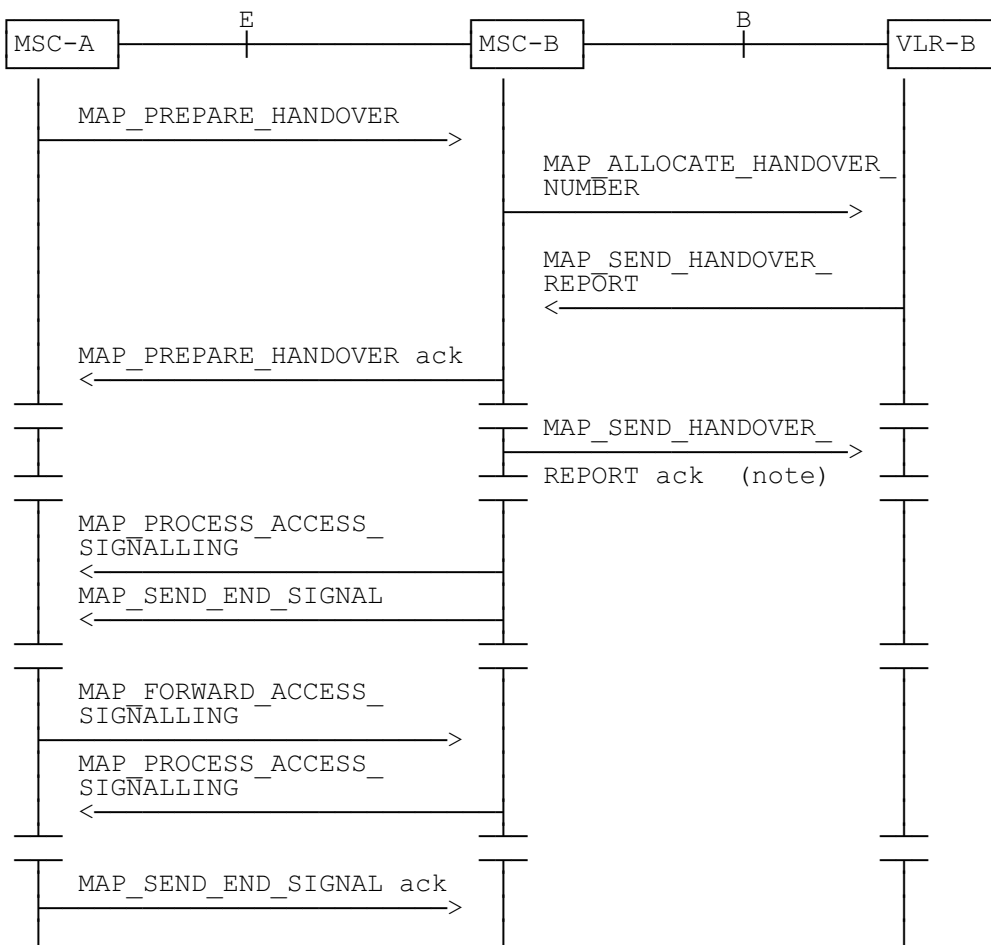 E
B
MSC-A
MSC-B
VLR-B
MAP_PREPARE_HANDOVER
MAP_ALLOCATE_HANDOVER_
NUMBER
MAP_SEND_HANDOVER_
REPORT
MAP_PREPARE_HANDOVER ack
MAP_SEND_HANDOVER_
REPORT ack (note)
MAP_PROCESS_ACCESS_
SIGNALLING
MAP_SEND_END_SIGNAL
MAP_FORWARD_ACCESS_
SIGNALLING
MAP_PROCESS_ACCESS_
SIGNALLING
MAP_SEND_END_SIGNAL ack